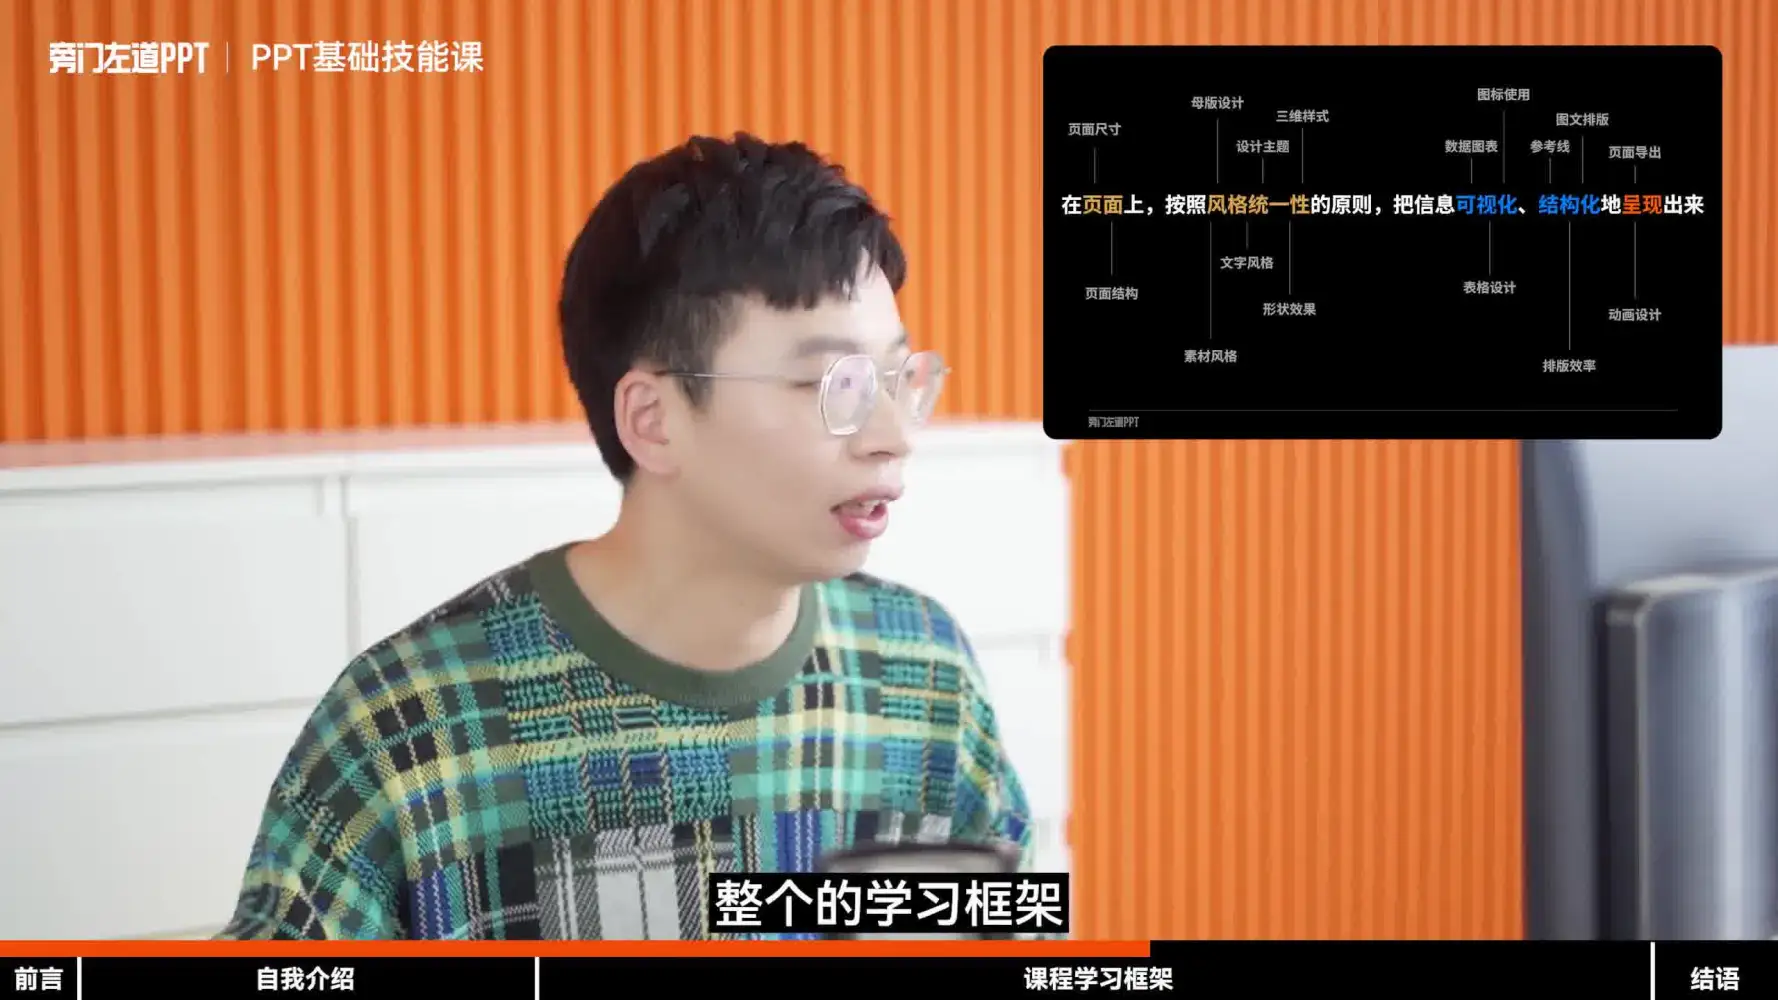 旁门左道PPT | PPT基础技能课
图标使用
母版设计
三维样式
图文排版
页面尺寸
设计主题
数据图表
参考线
页面导出
在页面上，按照风格统一性的原则，把信息可视化、结构化地呈现出来
文字风格
页面结构
表格设计
形状效果
动画设计
素材风格
排版效率
旁门左道PPT
整个的学习框架
前言
自我介绍
课程学习框架
结语